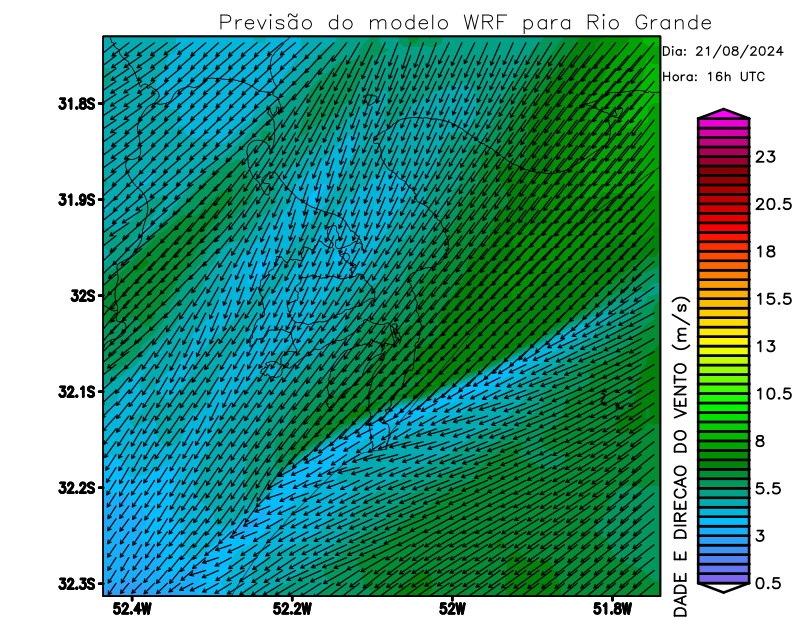 Previsão do modelo WRF para Rio Grande
Dia: 21/08/2024
Hora: 16h UTC
31.8S
31.9S
32S
32.1S
32.2S
32.3S
52.4W
52.2W
52W
51.8W
23
20.5
18
15.5
13
10.5
8
5.5
3
0.5
DADE E DIRECAO DO VENTO (m/s)